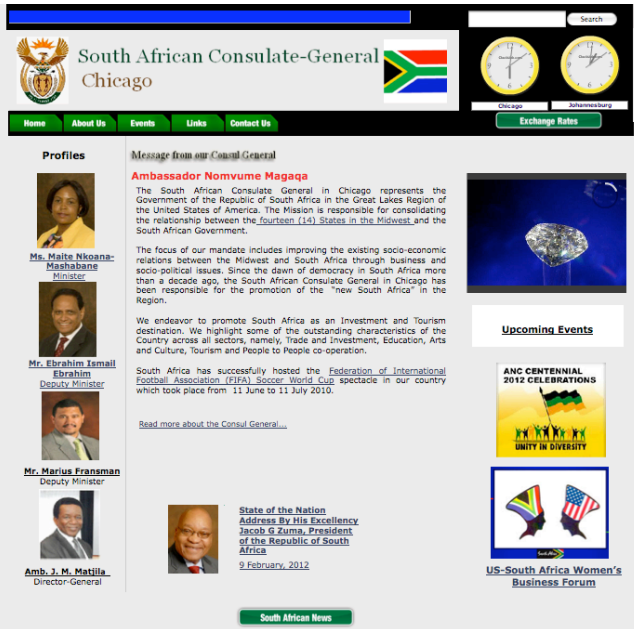 Search
South African Consulate-General
Chicago
Chicago
Johannesburg
Home
About Us
Events
Links
Contact Us
Exchange Rates
Profiles
Ms. Maite Nkoana-
Mashabane
Minister
Mr. Ebrahim Ismail
Ebrahim
Deputy Minister
Mr. Marius Fransman
Deputy Minister
Amb. J. M. Matjila
Director-General
Message from our Consul General
Ambassador Nomvume Magaqa
The South African Consulate General in Chicago represents the
Government of the Republic of South Africa in the Great Lakes Region of
the United States of America. The Mission is responsible for consolidating
the relationship between the fourteen (14) States in the Midwest and the
South African Government.
The focus of our mandate includes improving the existing socio-economic
relations between the Midwest and South Africa through business and
socio-political issues. Since the dawn of democracy in South Africa more
than a decade ago, the South African Consulate General in Chicago has
been responsible for the promotion of the "new South Africa" in the
Region.
We endeavor to promote South Africa as an Investment and Tourism
destination. We highlight some of the outstanding characteristics of the
Country across all sectors, namely, Trade and Investment, Education, Arts
and Culture, Tourism and People to People co-operation.
South Africa has successfully hosted the Federation of International
Football Association (FIFA) Soccer World Cup spectacle in our country
which took place from 11 June to 11 July 2010.
Read more about the Consul General...
State of the Nation
Address By His Excellency
Jacob G Zuma, President
of the Republic of South
Africa
9 February, 2012
Upcoming Events
ANC CENTENNIAL
2012 CELEBRATIONS
UNITY IN DIVERSITY
US-South Africa Women's
Business Forum
South African News